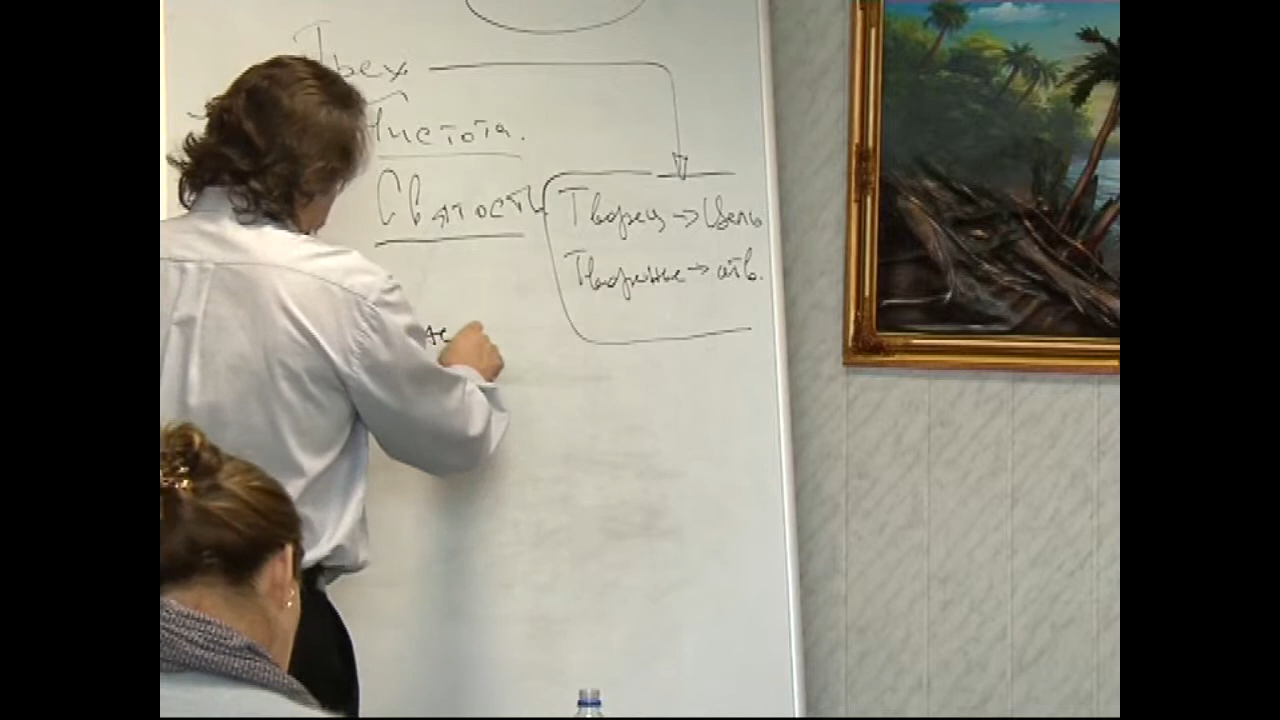 Грех
Чистота.
Святость
Творец → Цель
Творение → отв.